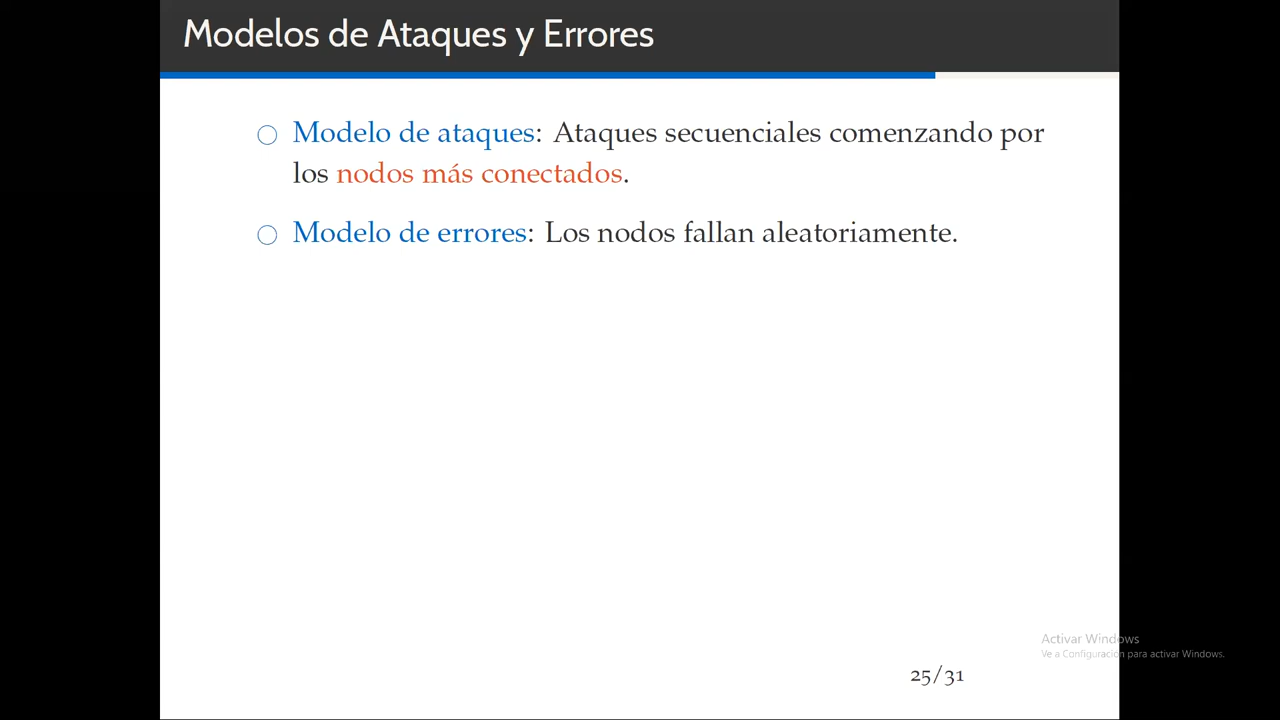 Modelos de Ataques y Errores
Modelo de ataques: Ataques secuenciales comenzando por
los nodos más conectados.
Modelo de errores: Los nodos fallan aleatoriamente.
Activar Windows
Ve a Configuración para activar Windows.
25/31